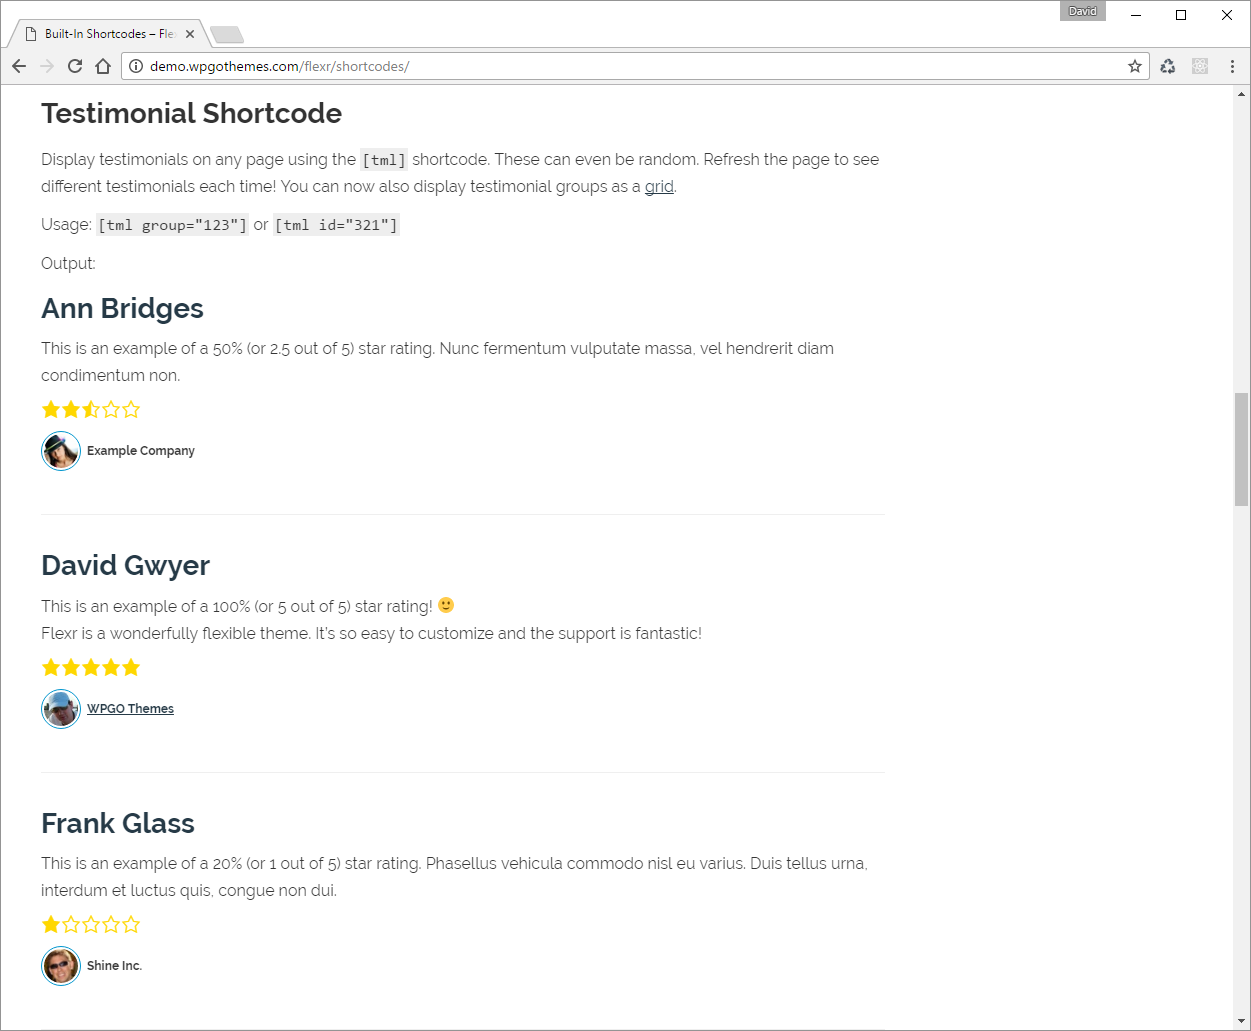 David
Built-In Shortcodes – Flex
demo.wpgothemes.com/flexr/shortcodes/
Testimonial Shortcode
Display testimonials on any page using the [tml] shortcode. These can even be random. Refresh the page to see
different testimonials each time! You can now also display testimonial groups as a grid.
Usage: [tml group="123"] or [tml id="321"]
Output:
Ann Bridges
This is an example of a 50% (or 2.5 out of 5) star rating. Nunc fermentum vulputate massa, vel hendrerit diam
condimentum non.
Example Company
David Gwyer
This is an example of a 100% (or 5 out of 5) star rating! 🙂
Flexr is a wonderfully flexible theme. It's so easy to customize and the support is fantastic!
WPGO Themes
Frank Glass
This is an example of a 20% (or 1 out of 5) star rating. Phasellus vehicula commodo nisl eu varius. Duis tellus urna,
interdum et luctus quis, congue non dui.
Shine Inc.